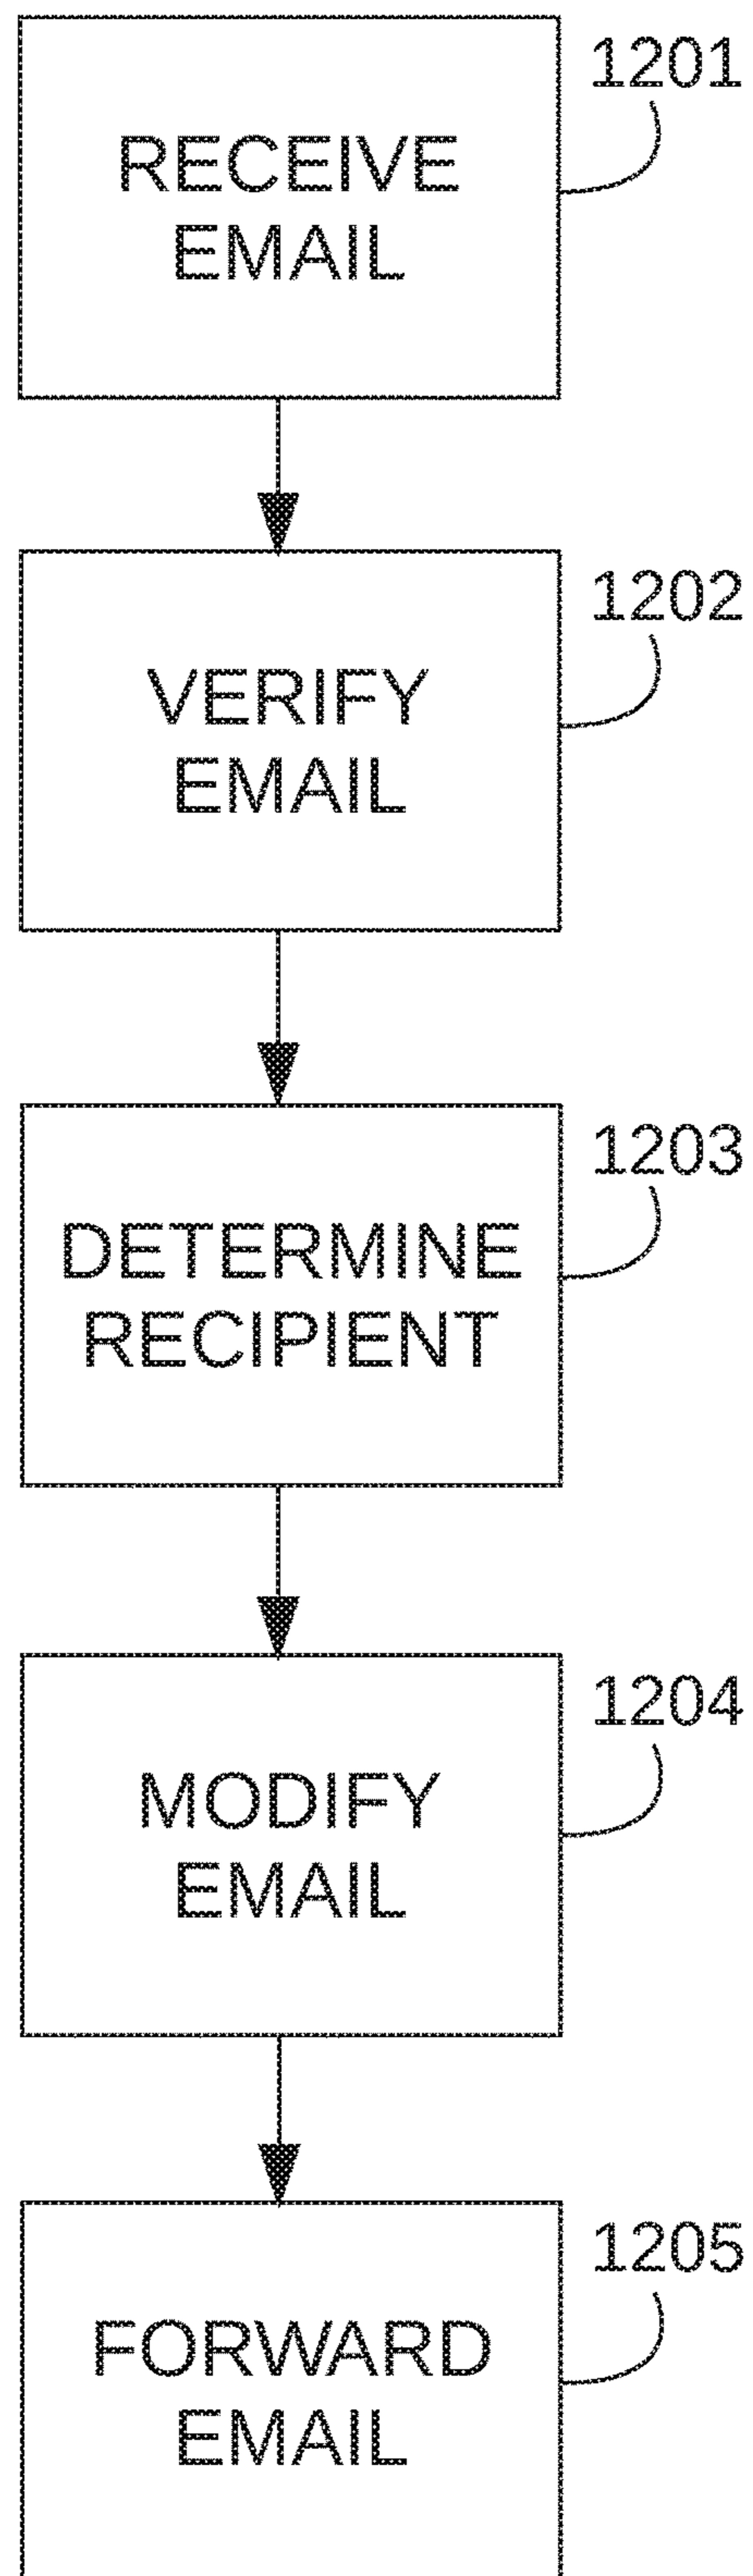 1201
RECEIVE
EMAIL
1202
VERIFY
EMAIL
1203
DETERMINE
RECIPIENT
1204
MODIFY
EMAIL
1205
FORWARD
EMAIL